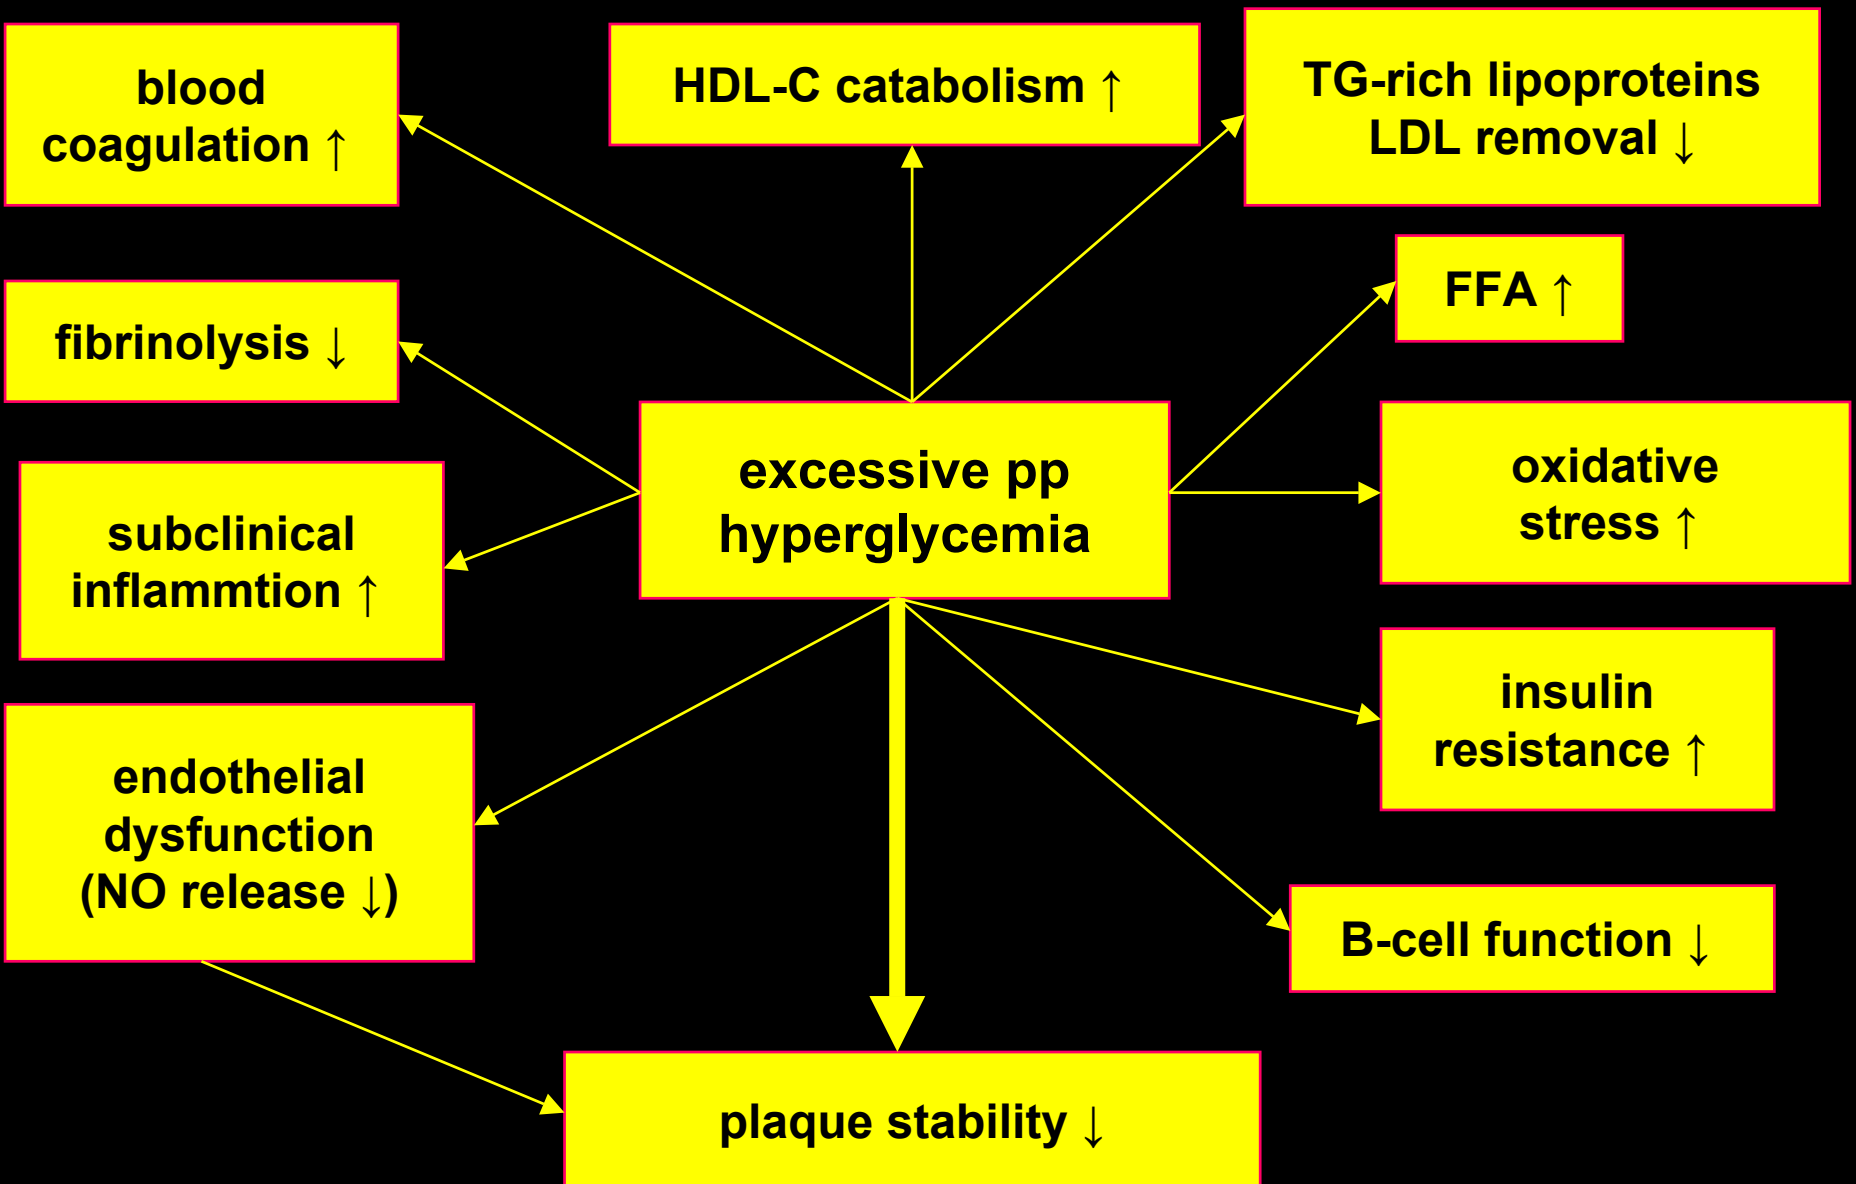 blood
coagulation ↑
HDL-C catabolism ↑
TG-rich lipoproteins
LDL removal ↓
FFA ↑
fibrinolysis ↓
excessive pp
hyperglycemia
oxidative
stress ↑
subclinical
inflammtion ↑
insulin
resistance ↑
endothelial
dysfunction
(NO release ↓)
B-cell function ↓
plaque stability ↓